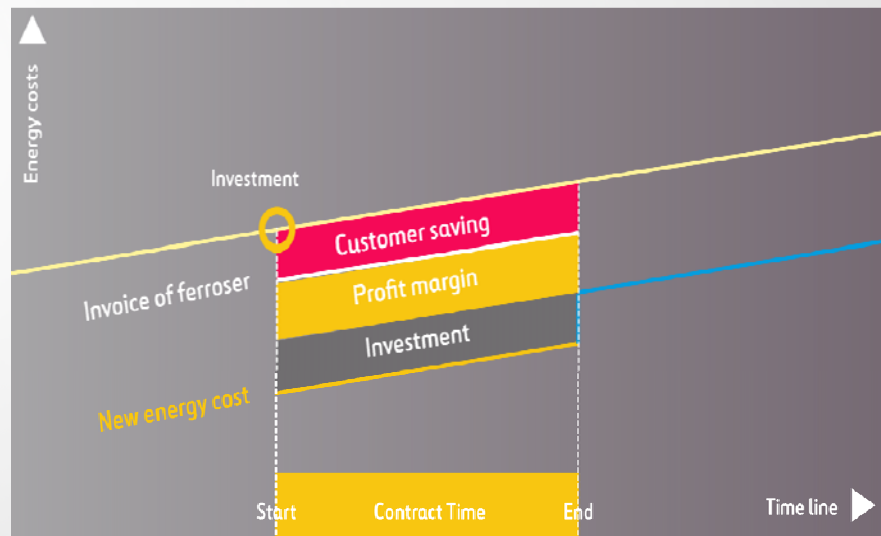 Energy costs
Investment
Customer saving
Invoice of ferroser
Profit margin
Investment
New energy cost
Start
Contract Time
End
Time line